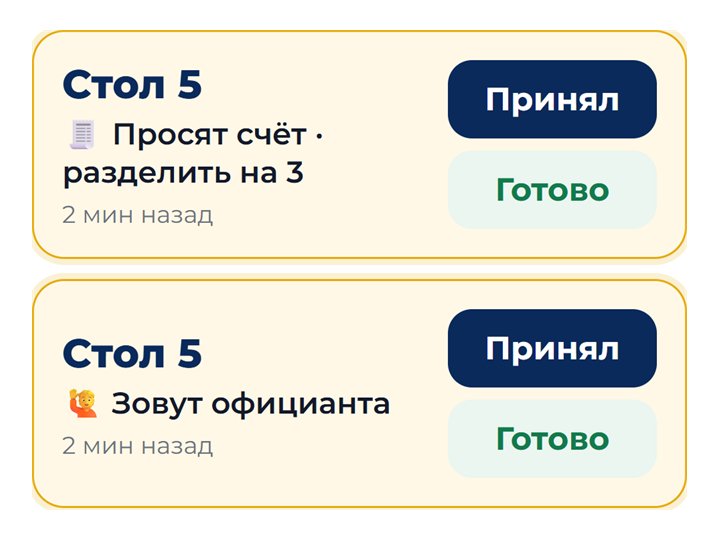 Стол 5
Просят счёт ·
разделить на 3
2 мин назад
Принял
Готово
Стол 5
Зовут официанта
2 мин назад
Принял
Готово